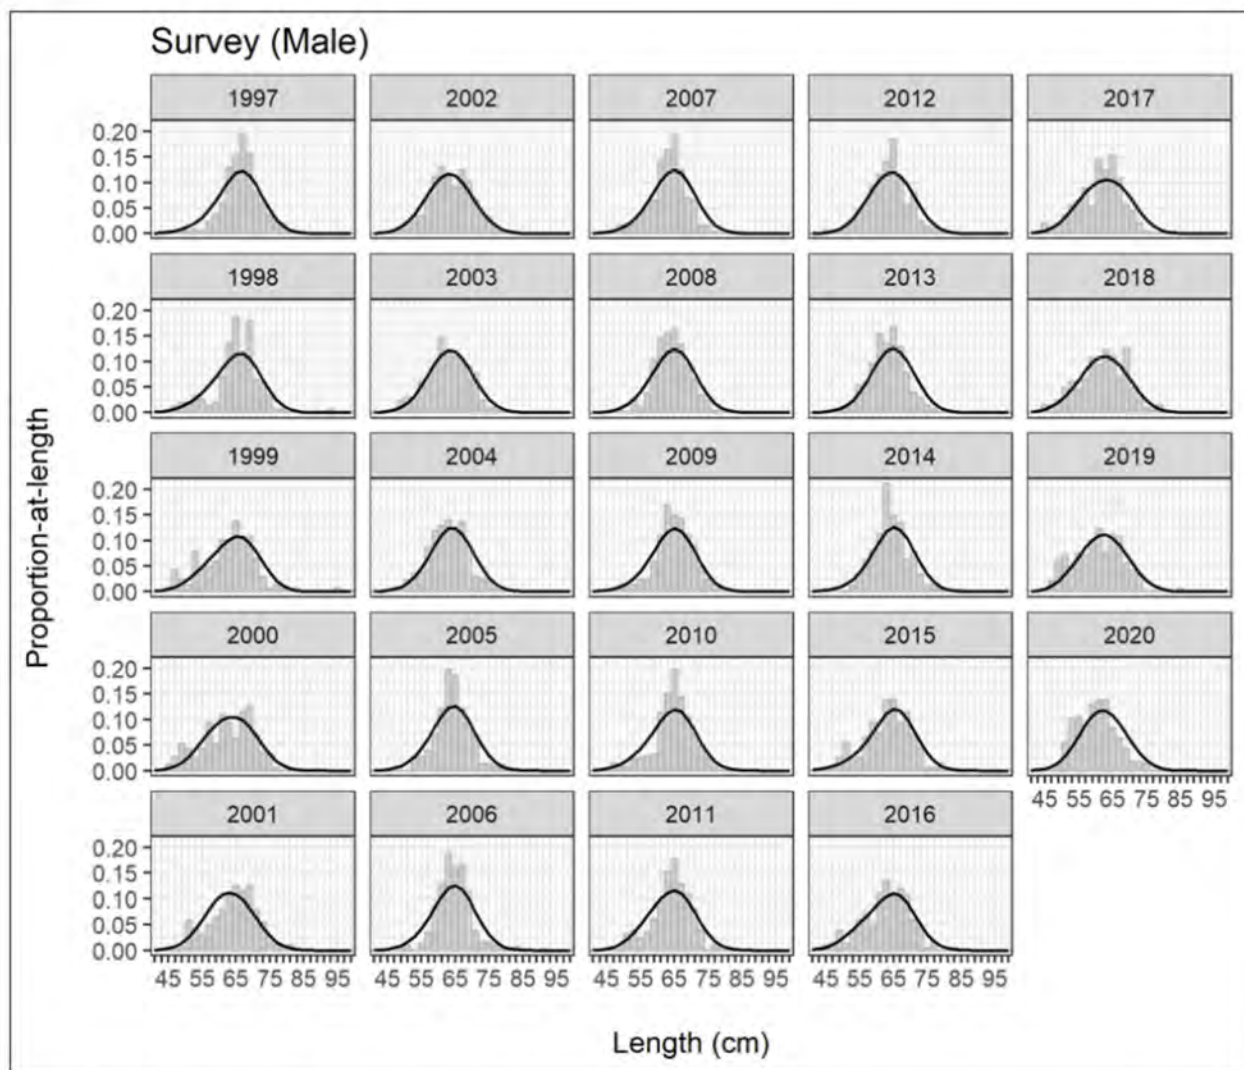 Survey (Male)
1997 2002 2007 2012 2017
0.20
0.15
0.10
0.05
0.00
1998 2003 2008 2013 2018
0.20
0.15
0.10
0.05
0.00
1999 2004 2009 2014 2019
0.20
0.15
0.10
0.05
0.00
2000 2005 2010 2015 2020
0.20
0.15
0.10
0.05
0.00
45 55 65 75 85 95
2001 2006 2011 2016
0.20
0.15
0.10
0.05
0.00
45 55 65 75 85 95 45 55 65 75 85 95 45 55 65 75 85 95 45 55 65 75 85 95
Proportion-at-length
Length (cm)